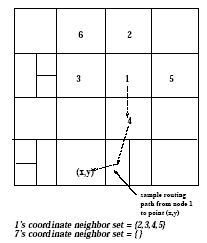 6 2
3 1 5
4
(x,y)
sample routing
path from node 1
to point (x,y)
1's coordinate neighbor set = {2,3,4,5}
7's coordinate neighbor set = { }